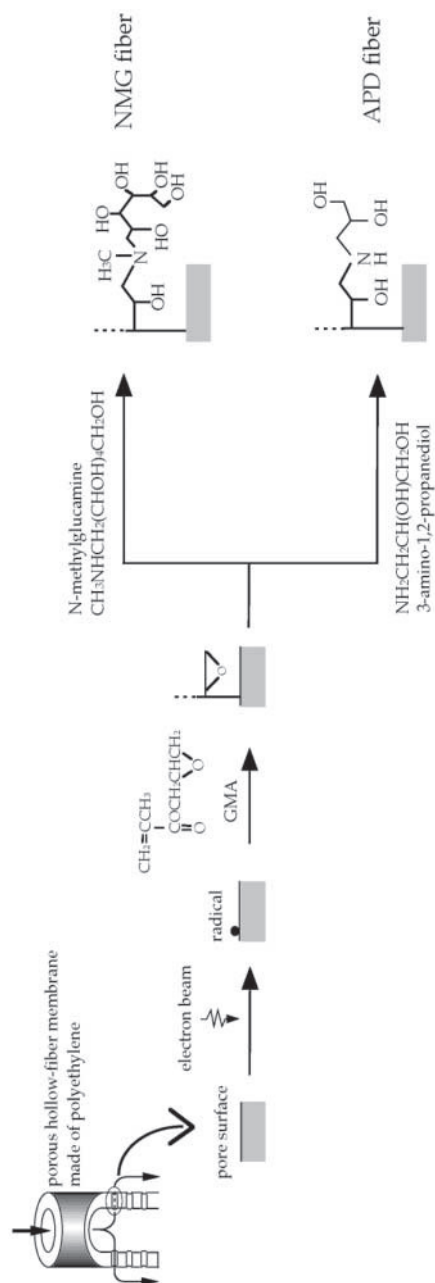 porous hollow-fiber membrane
made of polyethylene
pore surface
electron beam
radical
CH₂=CCH₃
COCH₂CHCH₂
O
O
GMA
O
N-methylglucamine
CH₃NHCH₂(CHOH)₄CH₂OH
NH₂CH₂CH(OH)CH₂OH
3-amino-1,2-propanediol
H₃C
N
OH
HO
HO
OH
OH
OH
NMG fiber
N
H
OH
OH
OH
APD fiber